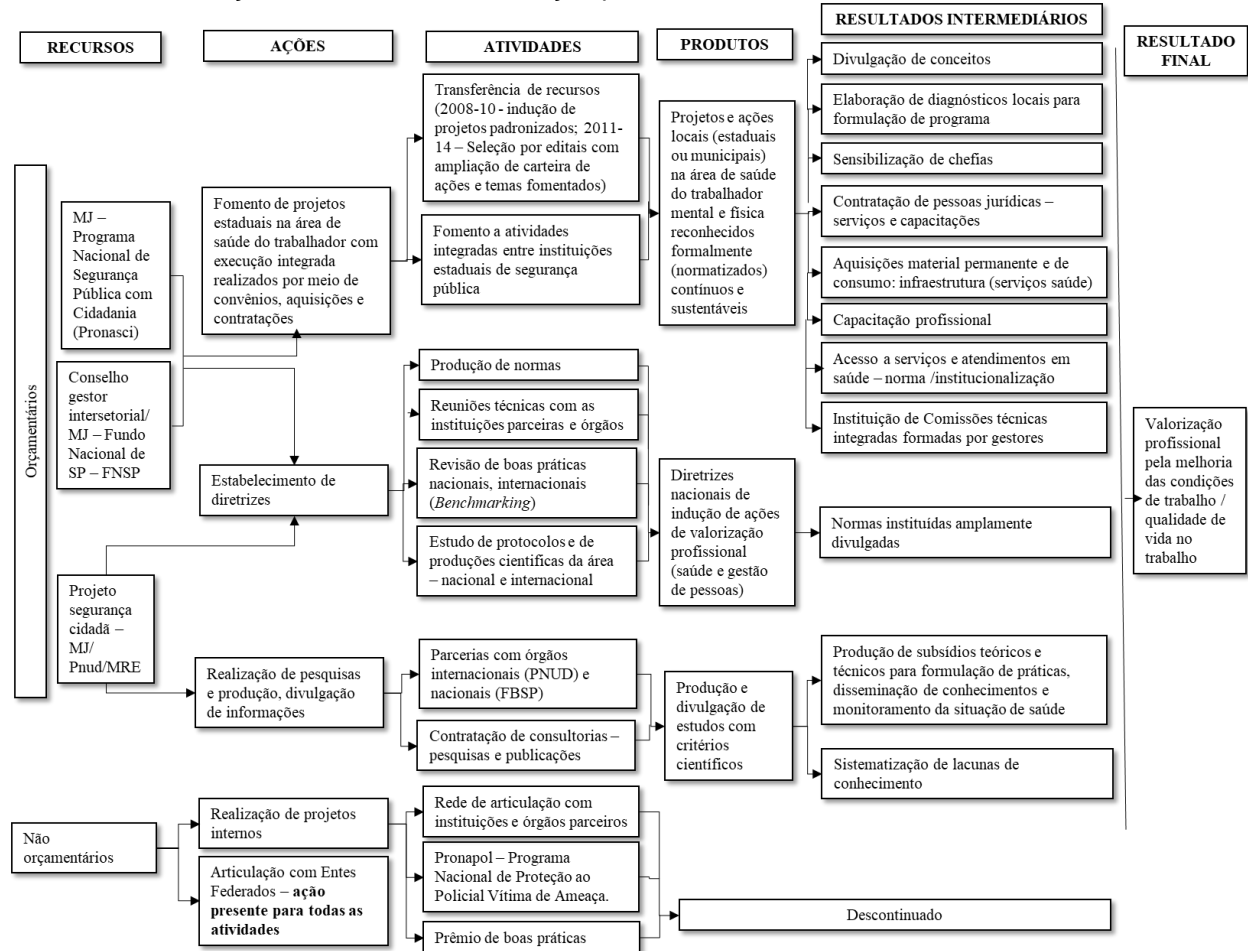 RECURSOS
AÇÕES
ATIVIDADES
PRODUTOS
RESULTADOS INTERMEDIÁRIOS
RESULTADO
FINAL
Orçamentários
MJ –
Programa
Nacional de
Segurança
Pública com
Cidadania
(Pronasci)
Conselho
gestor
intersetorial/
MJ – Fundo
Nacional de
SP – FNSP
Projeto
segurança
cidadã –
MJ/
Pnud/MRE
Não
orçamentários
Fomento de projetos
estaduais na área de
saúde do trabalhador com
execução integrada
realizados por meio de
convênios, aquisições e
contratações
Estabelecimento de
diretrizes
Realização de pesquisas
e produção, divulgação
de informações
Realização de projetos
internos
Articulação com Entes
Federados – ação
presente para todas as
atividades
Transferência de recursos
(2008-10 - indução de
projetos padronizados; 2011-
14 – Seleção por editais com
ampliação de carteira de
ações e temas fomentados)
Fomento a atividades
integradas entre instituições
estaduais de segurança
pública
Produção de normas
Reuniões técnicas com as
instituições parceiras e órgãos
Revisão de boas práticas
nacionais, internacionais
(Benchmarking)
Estudo de protocolos e de
produções cientificas da área
– nacional e internacional
Parcerias com órgãos
internacionais (PNUD) e
nacionais (FBSP)
Contratação de consultorias –
pesquisas e publicações
Rede de articulação com
instituições e órgãos parceiros
Pronapol – Programa
Nacional de Proteção ao
Policial Vítima de Ameaça.
Prêmio de boas práticas
Projetos e ações
locais (estaduais
ou municipais)
na área de saúde
do trabalhador
mental e física
reconhecidos
formalmente
(normatizados)
contínuos e
sustentáveis
Diretrizes
nacionais de
indução de ações
de valorização
profissional
(saúde e gestão
de pessoas)
Produção e
divulgação de
estudos com
critérios
científicos
Descontinuado
Divulgação de conceitos
Elaboração de diagnósticos locais para
formulação de programa
Sensibilização de chefias
Contratação de pessoas jurídicas –
serviços e capacitações
Aquisições material permanente e de
consumo: infraestrutura (serviços saúde)
Capacitação profissional
Acesso a serviços e atendimentos em
saúde – norma /institucionalização
Instituição de Comissões técnicas
integradas formadas por gestores
Normas instituídas amplamente
divulgadas
Produção de subsídios teóricos e
técnicos para formulação de práticas,
disseminação de conhecimentos e
monitoramento da situação de saúde
Sistematização de lacunas de
conhecimento
Valorização
profissional
pela melhoria
das condições
de trabalho /
qualidade de
vida no
trabalho